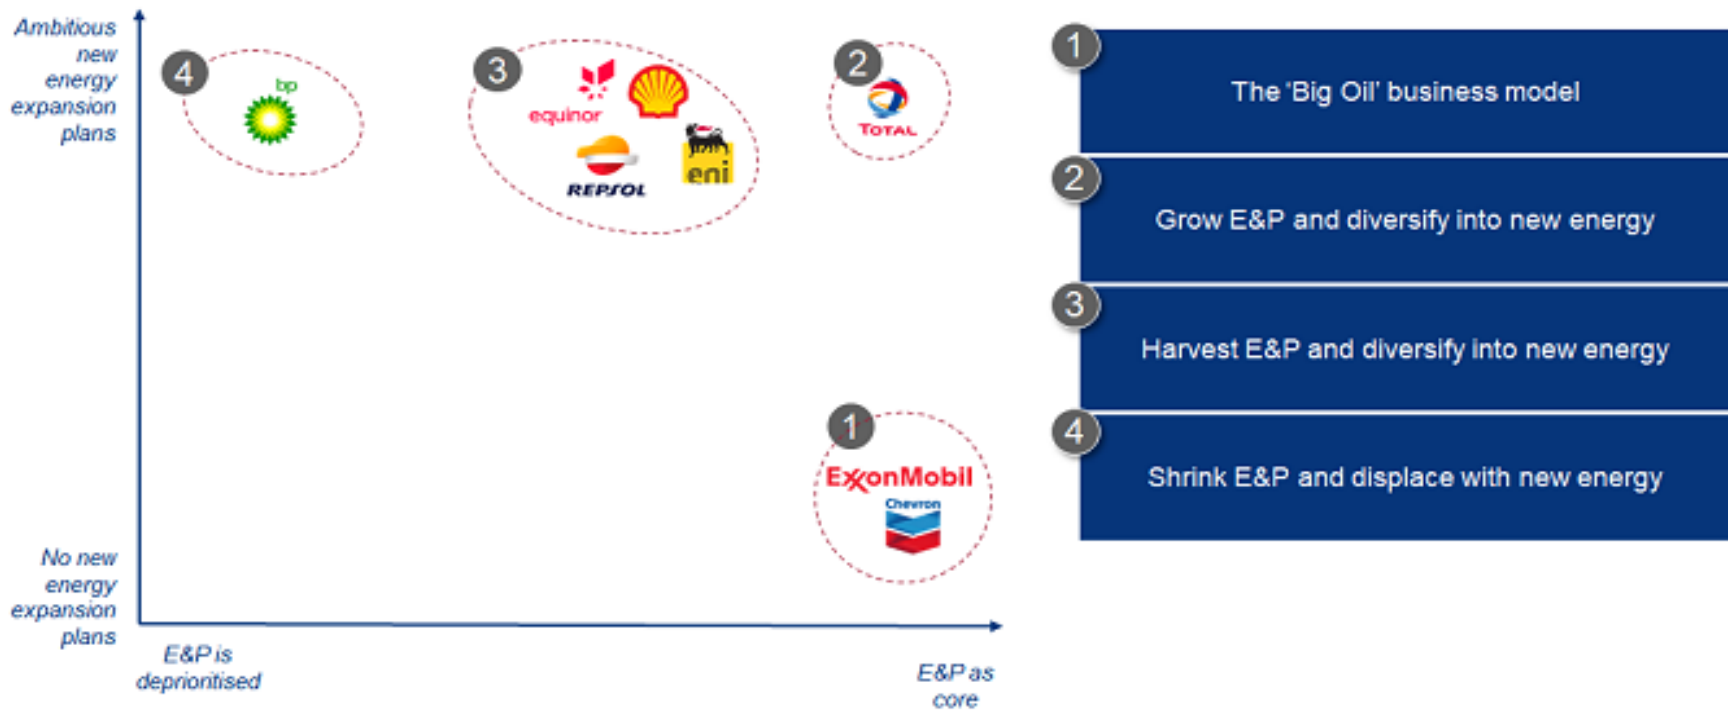 Ambitious
new
energy
expansion
plans
4
bp
3
equinor
REPSOL
eni
2
TOTAL
1
ExxonMobil
Chevron
No new
energy
expansion
plans
E&P is
deprioritised
E&P as
core
1
The 'Big Oil' business model
2
Grow E&P and diversify into new energy
3
Harvest E&P and diversify into new energy
4
Shrink E&P and displace with new energy